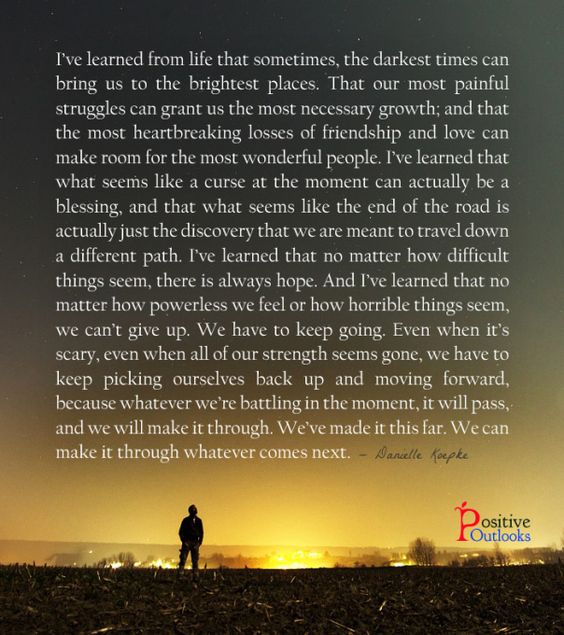 I've learned from life that sometimes, the darkest times can
bring us to the brightest places. That our most painful
struggles can grant us the most necessary growth; and that
the most heartbreaking losses of friendship and love can
make room for the most wonderful people. I've learned that
what seems like a curse at the moment can actually be a
blessing, and that what seems like the end of the road is
actually just the discovery that we are meant to travel down
a different path. I've learned that no matter how difficult
things seem, there is always hope. And I've learned that no
matter how powerless we feel or how horrible things seem,
we can't give up. We have to keep going. Even when it's
scary, even when all of our strength seems gone, we have to
keep picking ourselves back up and moving forward,
because whatever we're battling in the moment, it will pass,
and we will make it through. We've made it this far. We can
make it through whatever comes next. – Danielle Koepke
Positive
Outlooks